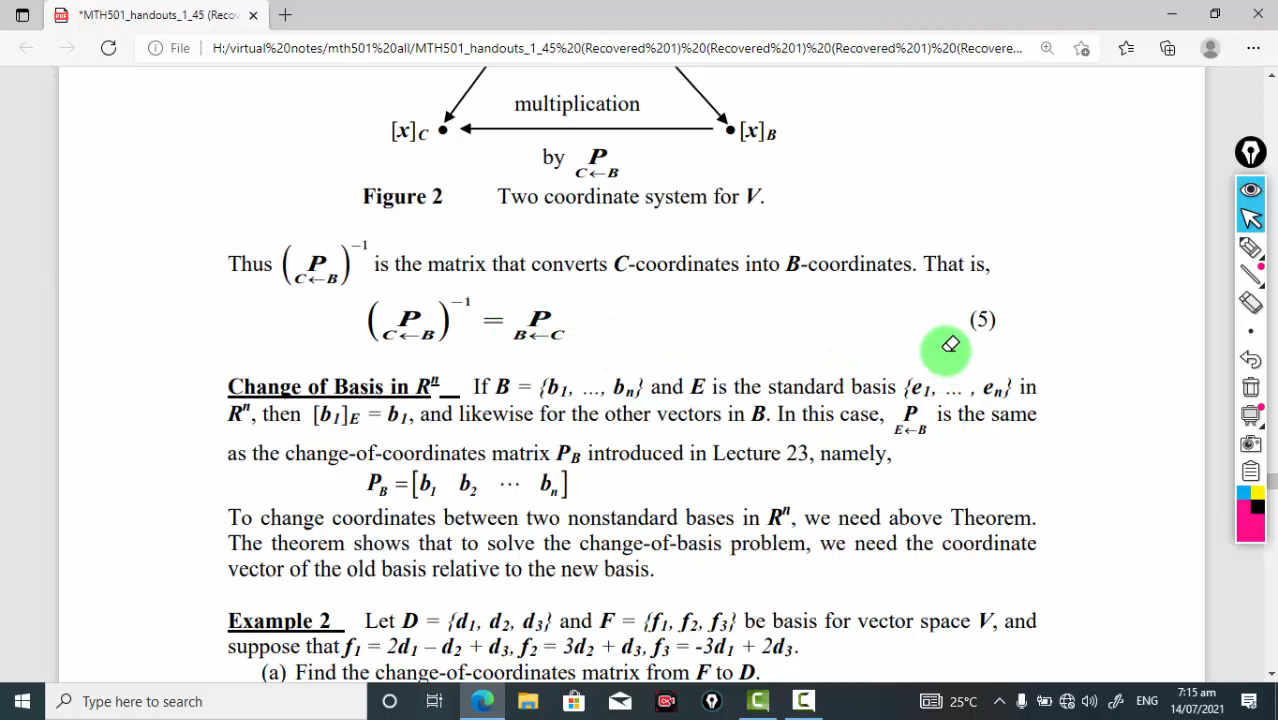 *MTH501_handouts_1_45 (Recov
File
H:/virtual%20notes/mth501%20all/MTH501_handouts_1_45%20(Recovered%201)%20(Recovered%201)%20(Recovered%201)%20(Recovere...
multiplication
[x]C • • [x]B
by P C←B
Figure 2 Two coordinate system for V.
Thus (P C←B)⁻¹ is the matrix that converts C-coordinates into B-coordinates. That is,
(P C←B)⁻¹ = P B←C (5)
Change of Basis in Rⁿ If B = {b1, ..., bn} and E is the standard basis {e1, ... , en} in
Rⁿ, then [b1]E = b1, and likewise for the other vectors in B. In this case, P E←B is the same
as the change-of-coordinates matrix PB introduced in Lecture 23, namely,
PB = [b1 b2 ⋯ bn]
To change coordinates between two nonstandard bases in Rⁿ, we need above Theorem.
The theorem shows that to solve the change-of-basis problem, we need the coordinate
vector of the old basis relative to the new basis.
Example 2 Let D = {d1, d2, d3} and F = {f1, f2, f3} be basis for vector space V, and
suppose that f1 = 2d1 – d2 + d3, f2 = 3d2 + d3, f3 = -3d1 + 2d3.
(a) Find the change-of-coordinates matrix from F to D.
Type here to search
25°C
ENG
7:15 am
14/07/2021